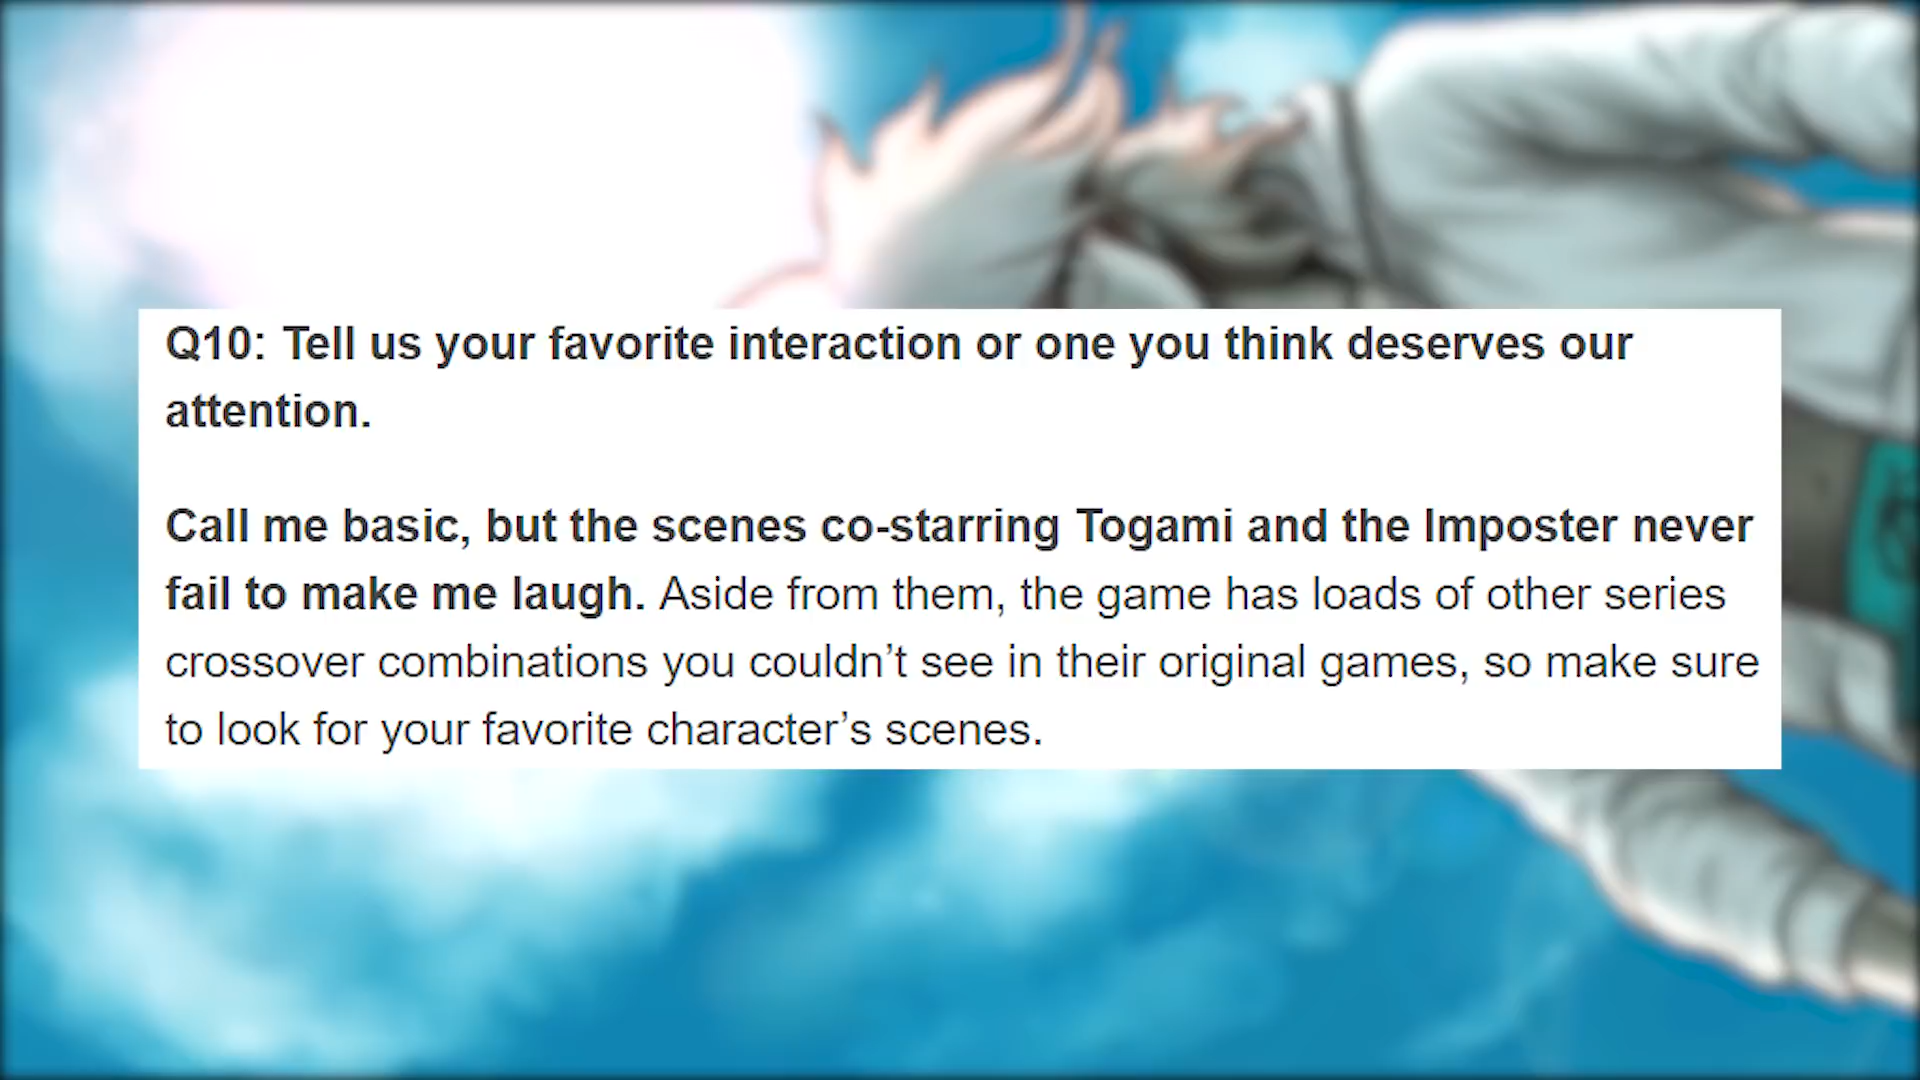 Q10: Tell us your favorite interaction or one you think deserves our
attention.
Call me basic, but the scenes co-starring Togami and the Imposter never
fail to make me laugh. Aside from them, the game has loads of other series
crossover combinations you couldn’t see in their original games, so make sure
to look for your favorite character’s scenes.